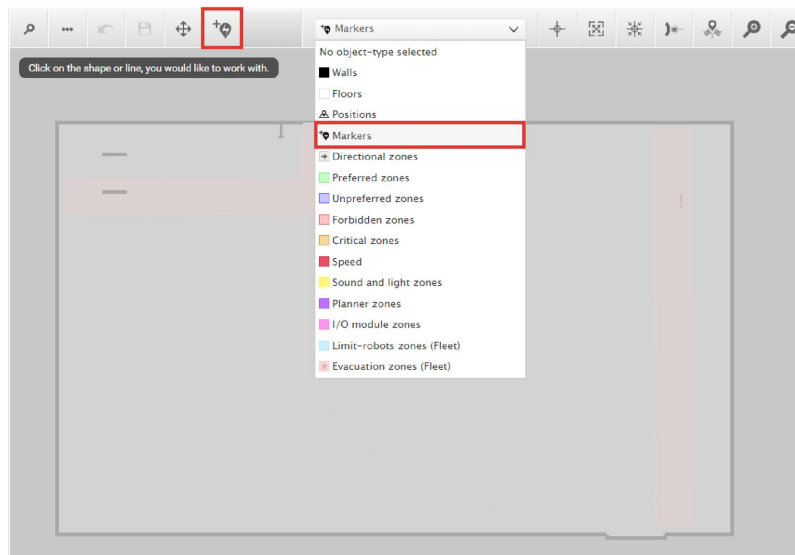 Markers
No object-type selected
Click on the shape or line, you would like to work with.
Walls
Floors
Positions
Markers
Directional zones
Preferred zones
Unpreferred zones
Forbidden zones
Critical zones
Speed
Sound and light zones
Planner zones
I/O module zones
Limit-robots zones (Fleet)
Evacuation zones (Fleet)